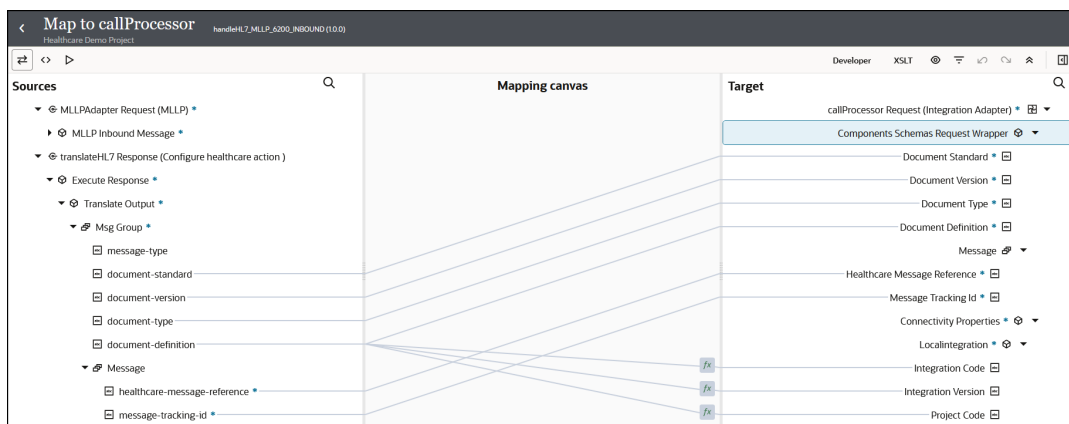 Map to callProcessor handleHL7_MLLP_6200_INBOUND (1.0.0)
Healthcare Demo Project
Developer XSLT
Sources Mapping canvas Target
MLLPAdapter Request (MLLP) * callProcessor Request (Integration Adapter) *
MLLP Inbound Message * Components Schemas Request Wrapper
translateHL7 Response (Configure healthcare action ) Document Standard *
Execute Response * Document Version *
Translate Output * Document Type *
Msg Group * Document Definition *
message-type Message
document-standard Healthcare Message Reference *
document-version Message Tracking Id *
document-type Connectivity Properties *
document-definition Localintegration *
Message fx Integration Code
healthcare-message-reference * fx Integration Version
message-tracking-id * fx Project Code